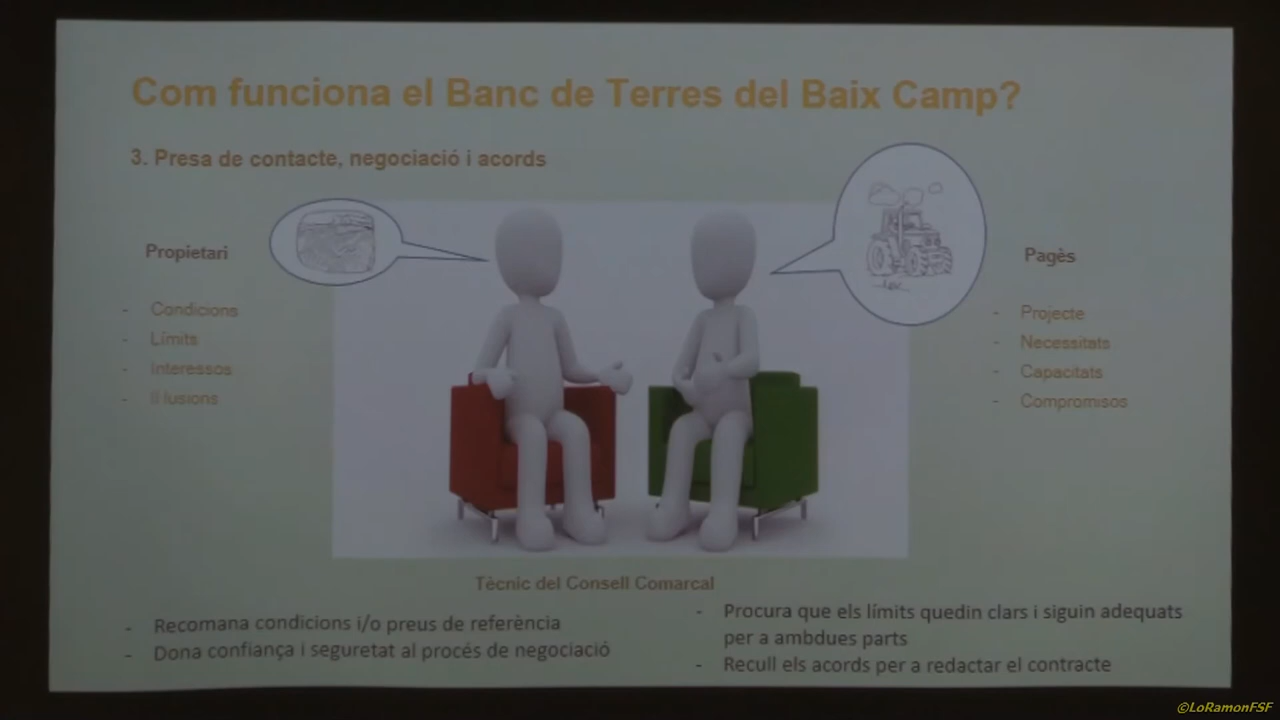 Com funciona el Banc de Terres del Baix Camp?
3. Presa de contacte, negociació i acords
Propietari
- Condicions
- Límits
- Interessos
- Il·lusions
Pagès
- Projecte
- Necessitats
- Capacitats
- Compromisos
Tècnic del Consell Comarcal
- Recomana condicions i/o preus de referència
- Dona confiança i seguretat al procés de negociació
- Procura que els límits quedin clars i siguin adequats
per a ambdues parts
- Recull els acords per a redactar el contracte
©LoRamonFSF